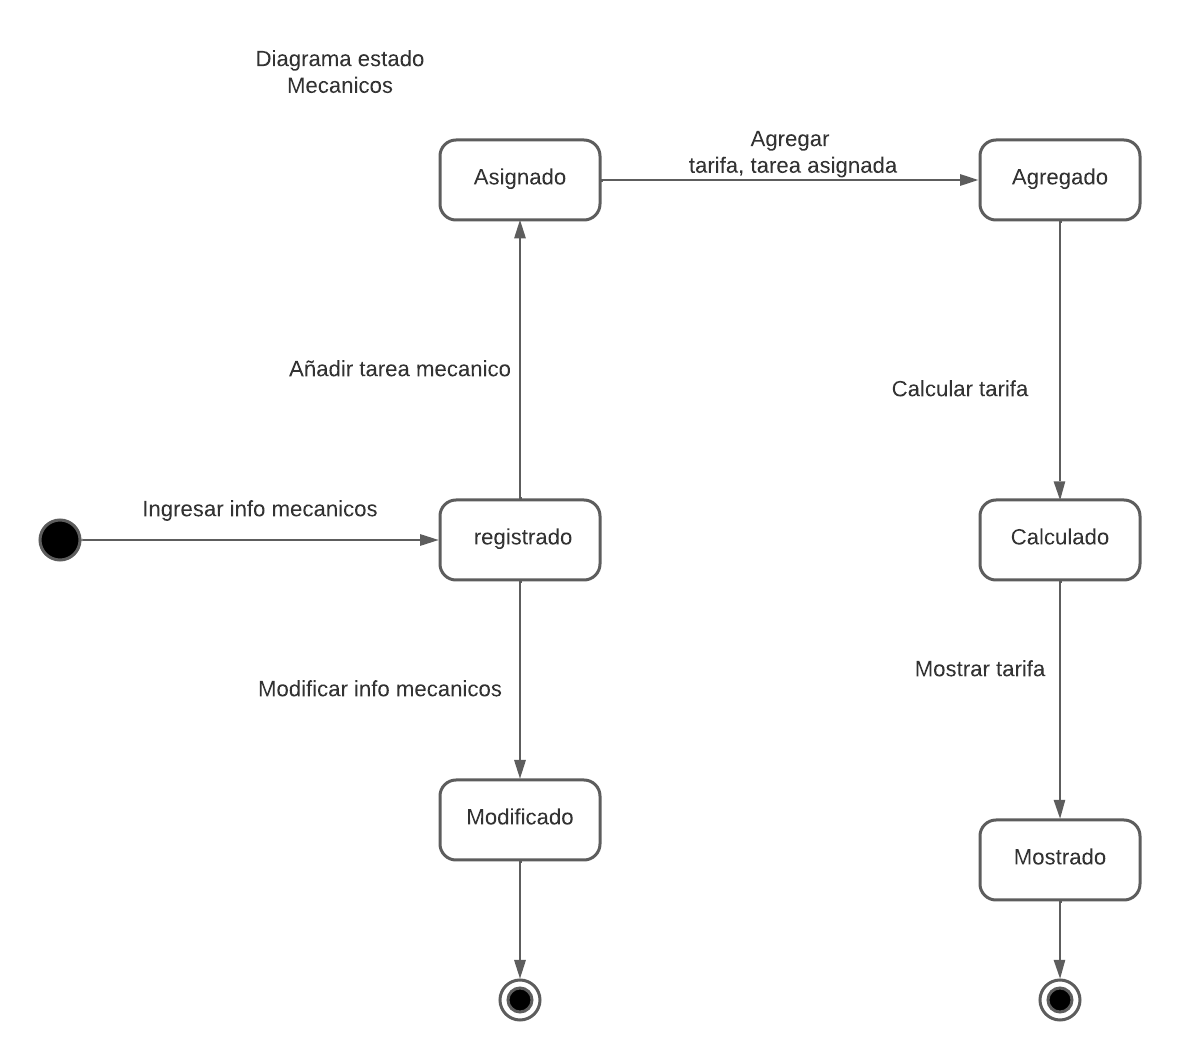 Diagrama estado
Mecanicos
Agregar
tarifa, tarea asignada
Asignado
Agregado
Añadir tarea mecanico
Calcular tarifa
Ingresar info mecanicos
registrado
Calculado
Modificar info mecanicos
Mostrar tarifa
Modificado
Mostrado